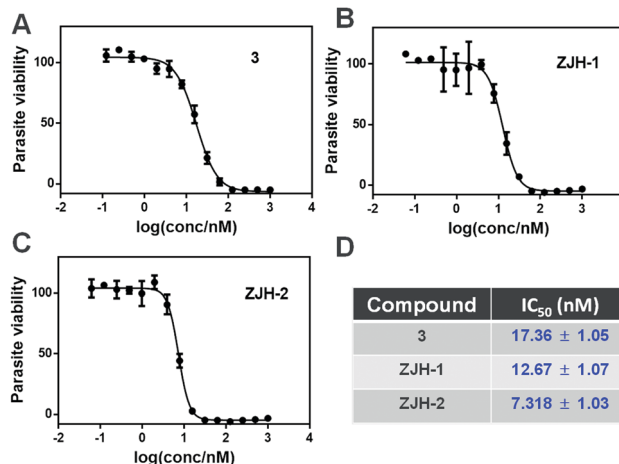 A
3
Parasite viability
100
50
0
-2 -1 0 1 2 3 4
log(conc/nM)
B
ZJH-1
Parasite viability
100
50
0
-2 -1 0 1 2 3 4
log(conc/nM)
C
ZJH-2
Parasite viability
100
50
0
-2 -1 0 1 2 3 4
log(conc/nM)
D
Compound IC₅₀ (nM)
3 17.36 ± 1.05
ZJH-1 12.67 ± 1.07
ZJH-2 7.318 ± 1.03